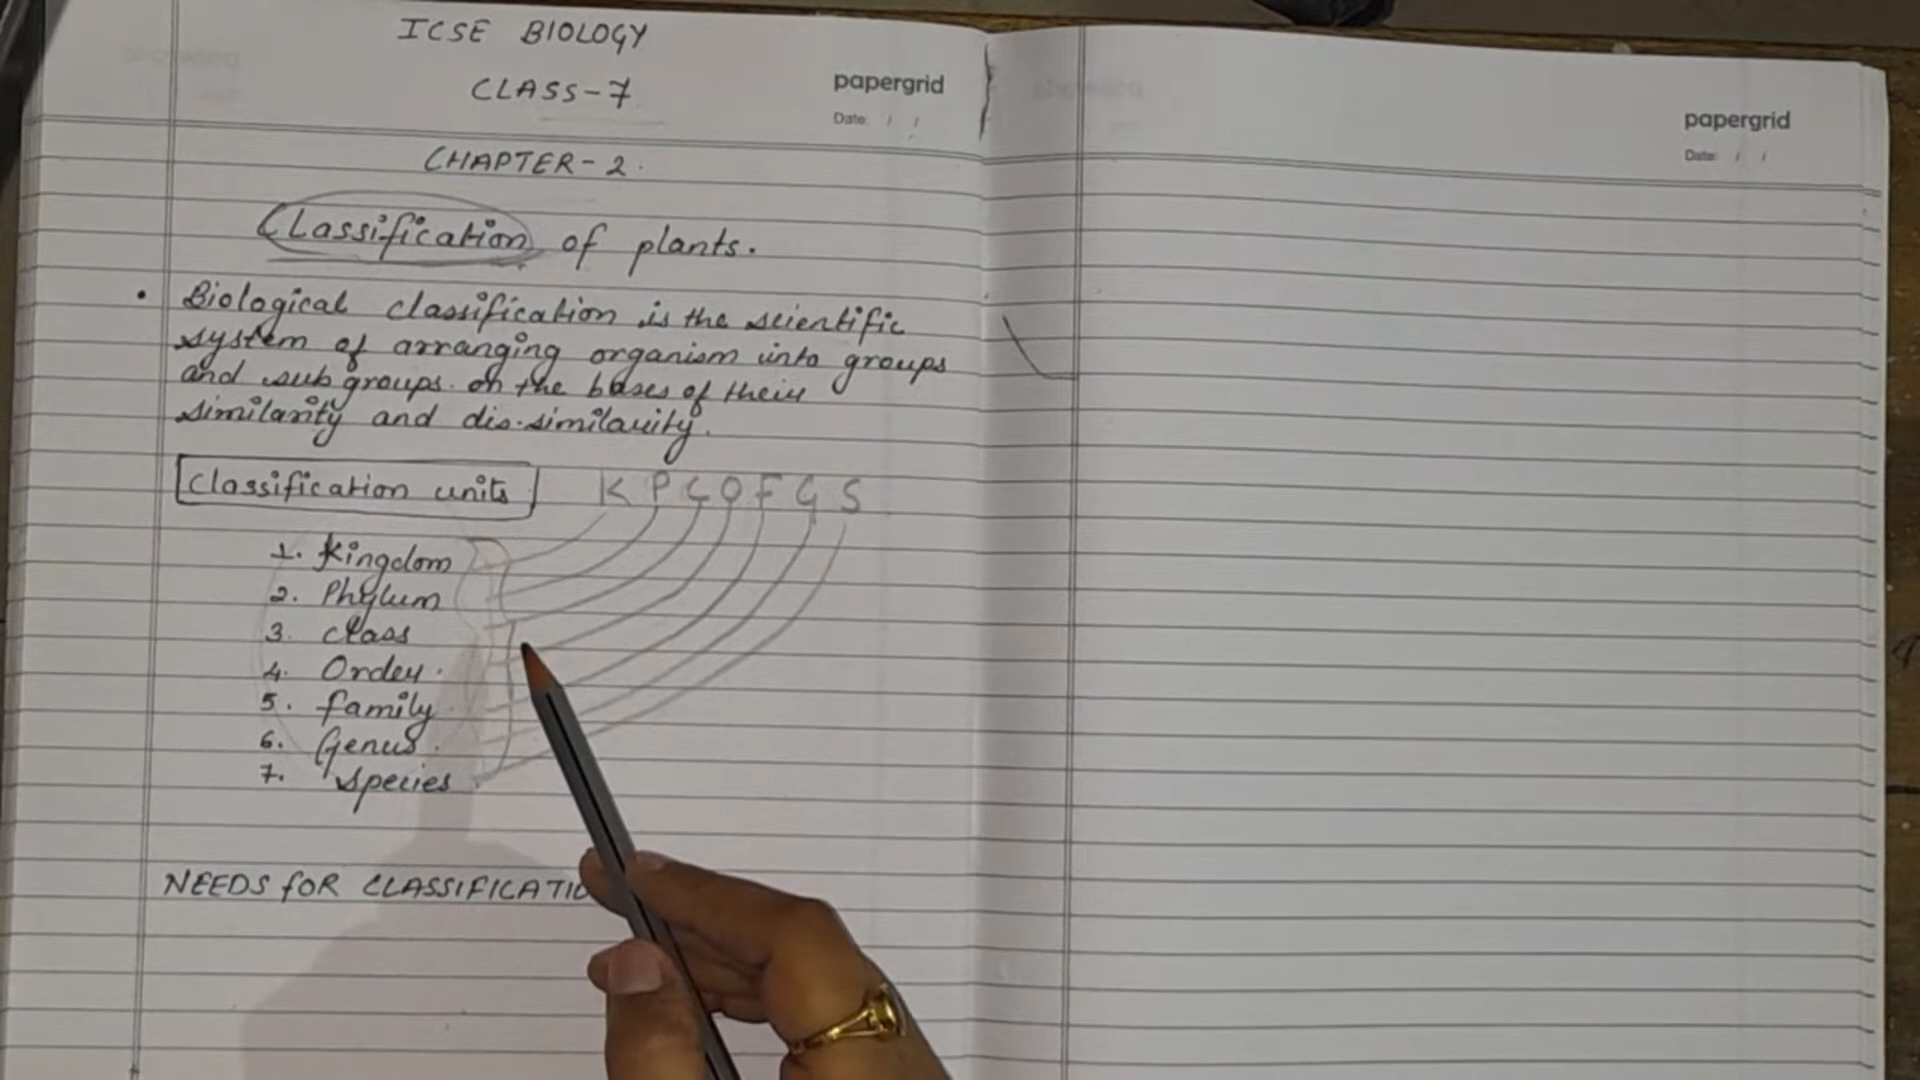 ICSE BIOLOGY
CLASS-7
papergrid
Date: / /
CHAPTER-2.
Classification of plants.
• Biological classification is the scientific
system of arranging organism into groups
and sub groups. on the bases of their
similarity and dis-similarity.
Classification units K P C O F G S
1. Kingdom
2. Phylum
3. class
4. Order.
5. family.
6. Genus.
7. species
NEEDS FOR CLASSIFICATIO
papergrid
Date: / /